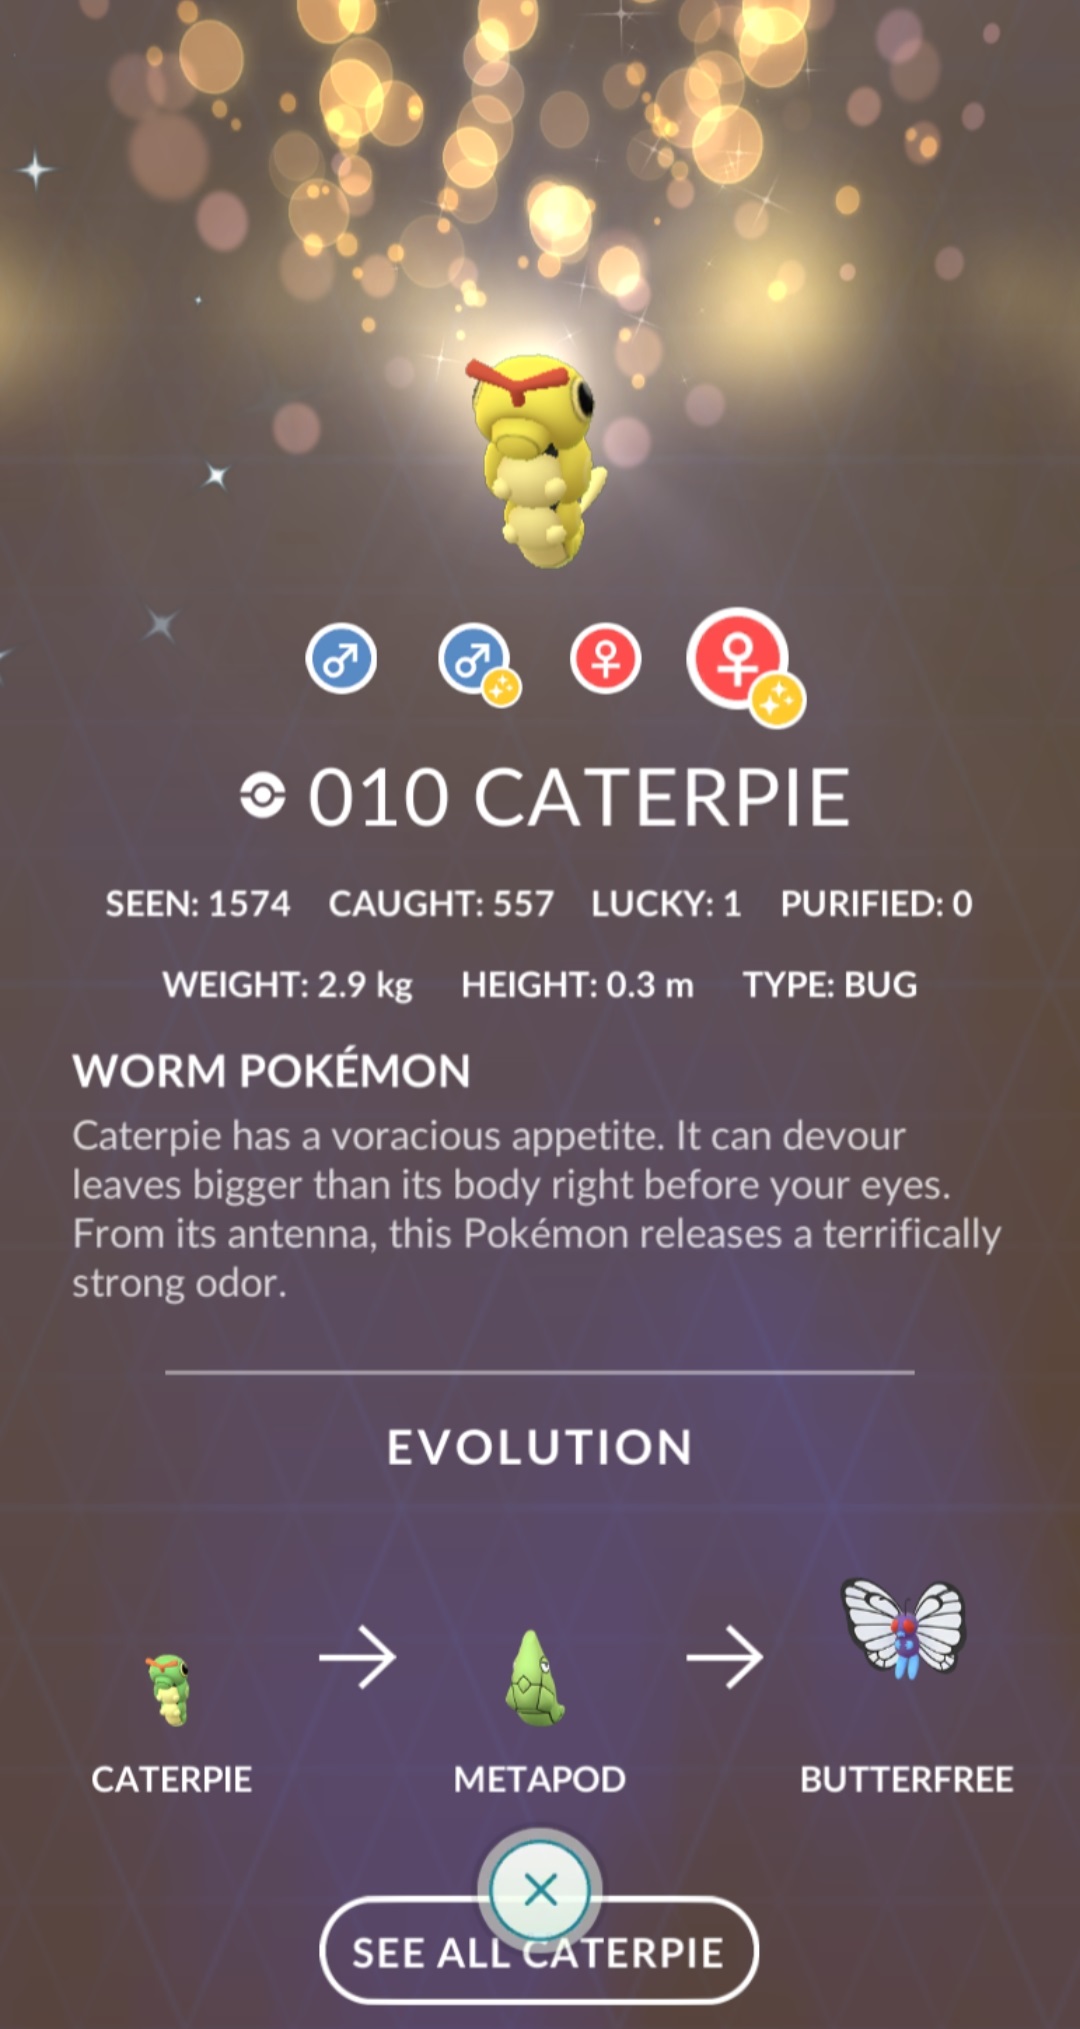 010 CATERPIE
SEEN: 1574 CAUGHT: 557 LUCKY: 1 PURIFIED: 0
WEIGHT: 2.9 kg HEIGHT: 0.3 m TYPE: BUG
WORM POKÉMON
Caterpie has a voracious appetite. It can devour
leaves bigger than its body right before your eyes.
From its antenna, this Pokémon releases a terrifically
strong odor.
EVOLUTION
CATERPIE METAPOD BUTTERFREE
SEE ALL CATERPIE